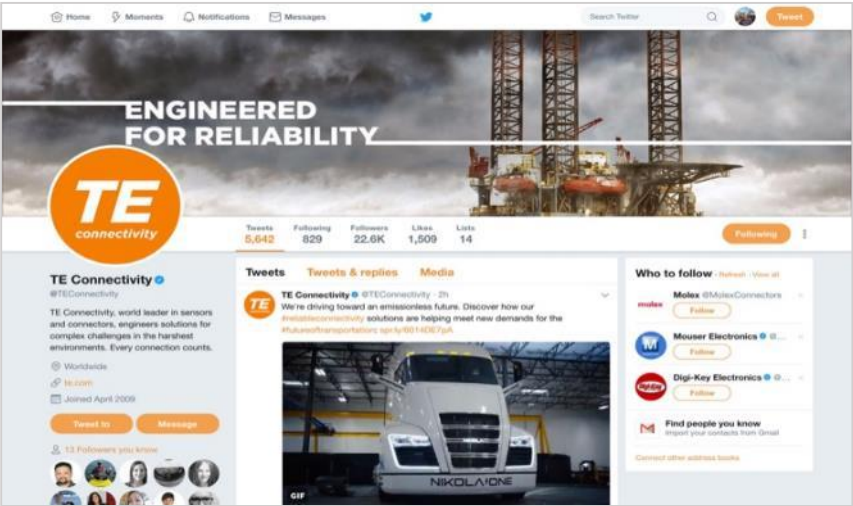 Home Moments Notifications Messages Search Twitter Tweet
ENGINEERED
FOR RELIABILITY
TE
connectivity
Tweets Following Followers Likes Lists
5,642 829 22.6K 1,509 14
Following
TE Connectivity
@TEConnectivity
TE Connectivity, world leader in sensors
and connectors, engineers solutions for
complex challenges in the harshest
environments. Every connection counts.
Worldwide
te.com
Joined April 2009
Tweet to Message
13 Followers you know
Tweets Tweets & replies Media
TE
TE Connectivity @TEConnectivity · 2h
We're driving toward an emissionless future. Discover how our
#reliableconnectivity solutions are helping meet new demands for the
#futureoftransportation: spr.ly/6014DE7pA
NIKOLA ONE
GIF
Who to follow · Refresh · View all
molex
Molex @MolexConnectors
Follow
M
Mouser Electronics @...
Follow
Digi-Key
Digi-Key Electronics @...
Follow
Find people you know
Import your contacts from Gmail
Connect other address books